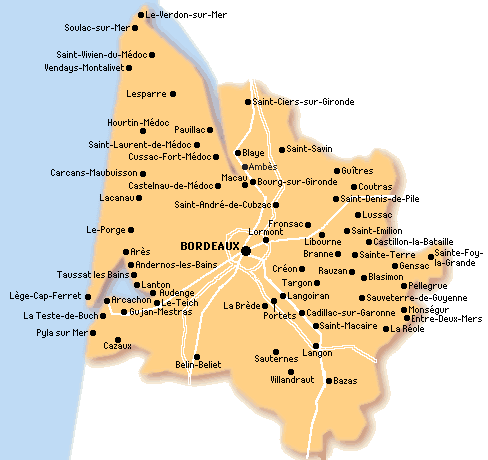 Le-Verdon-sur-Mer
Soulac-sur-Mer
Saint-Vivien-du-Médoc
Vendays-Montalivet
Lesparre
Saint-Ciers-sur-Gironde
Hourtin-Médoc
Pauillac
Saint-Laurent-de-Médoc
Cussac-Fort-Médoc
Blaye
Saint-Savin
Ambès
Carcans-Maubuisson
Macau
Bourg-sur-Gironde
Guîtres
Castelnau-de-Médoc
Coutras
Lacanau
Saint-Denis-de-Pile
Saint-André-de-Cubzac
Lussac
Fronsac
Le-Porge
Lormont
Libourne
Saint-Emilion
Castillon-la-Bataille
BORDEAUX
Arès
Branne
Sainte-Terre
Sainte-Foy-
la-Grande
Andernos-les-Bains
Gensac
Taussat les Bains
Créon
Rauzan
Blasimon
Lanton
Targon
Pellegrue
Lège-Cap-Ferret
Audenge
Arcachon
Le-Teich
Langoiran
Sauveterre-de-Guyenne
La Brède
Gujan-Mestras
Portets
Cadillac-sur-Garonne
Monségur
La Teste-de-Buch
Entre-Deux-Mers
Saint-Macaire
La Réole
Pyla sur Mer
Cazaux
Langon
Sauternes
Belin-Beliet
Villandraut
Bazas